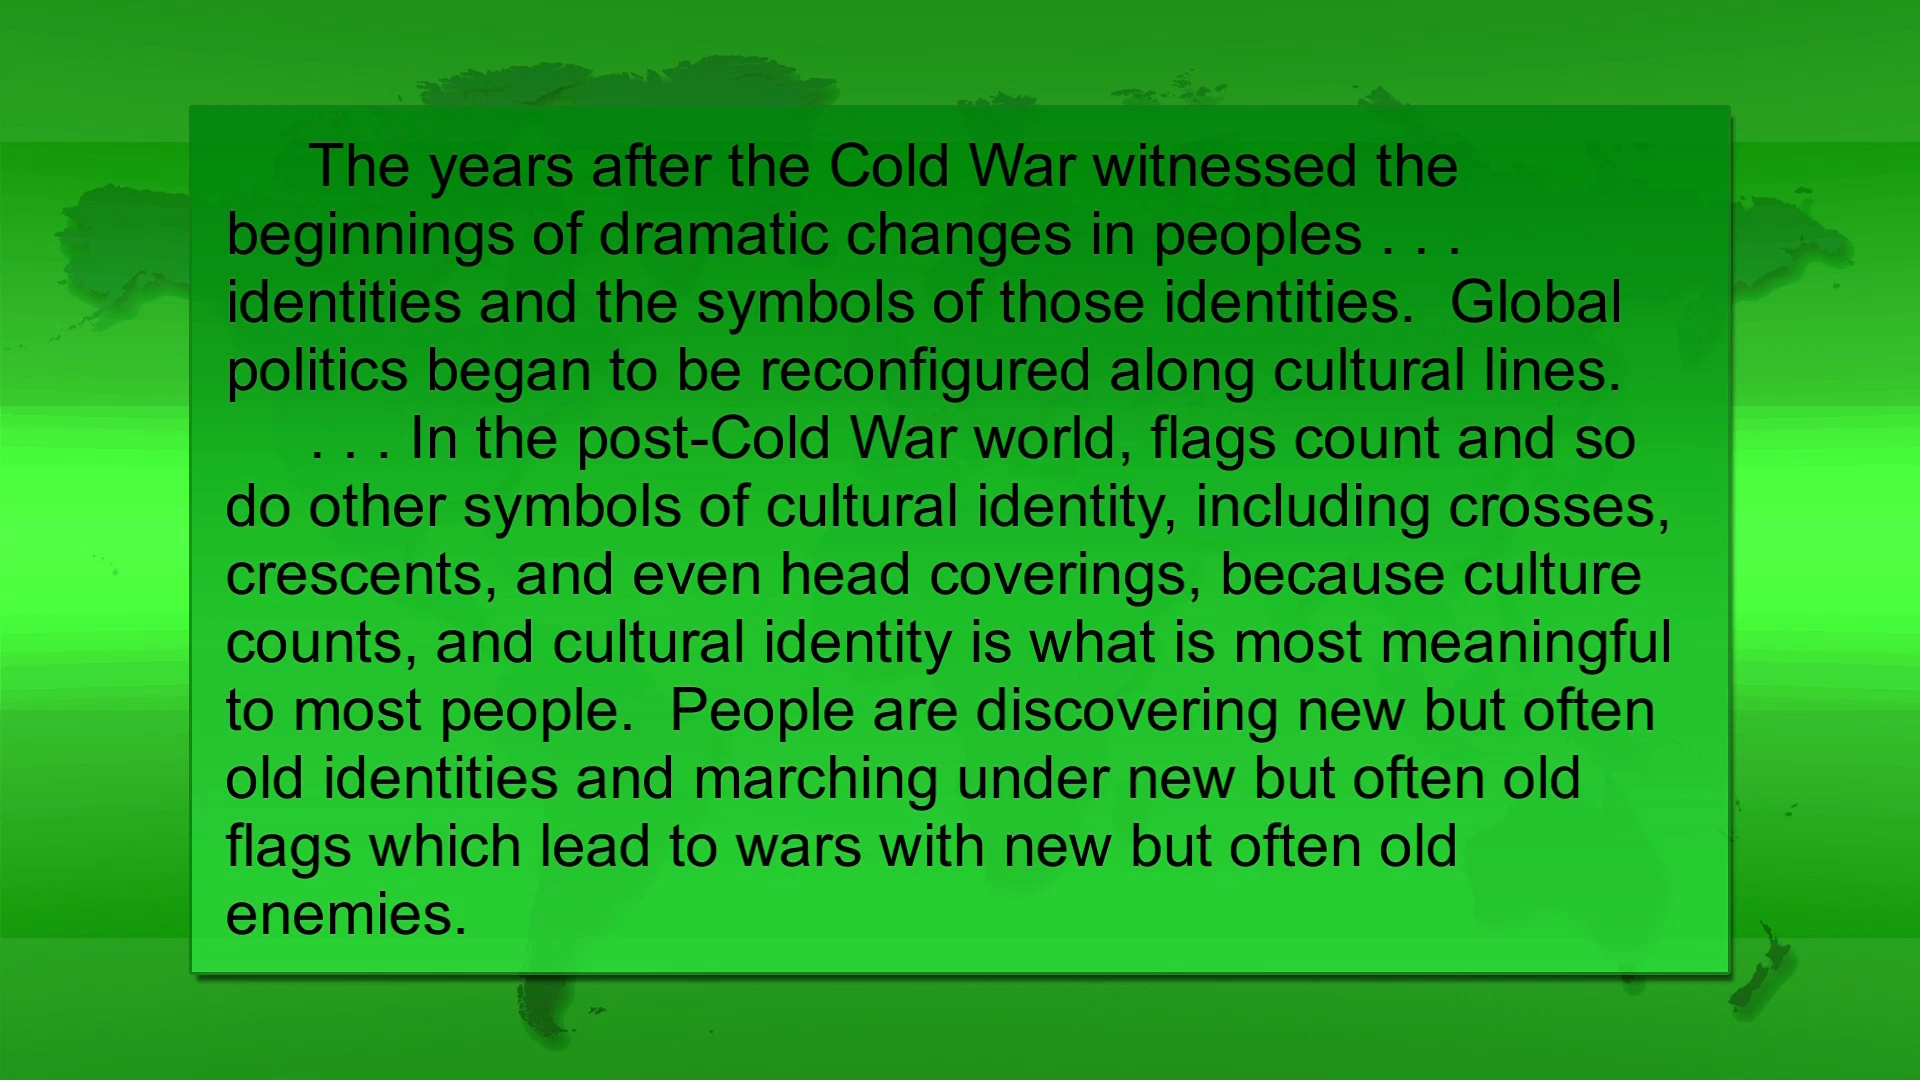 The years after the Cold War witnessed the
beginnings of dramatic changes in peoples . . .
identities and the symbols of those identities.  Global
politics began to be reconfigured along cultural lines.
. . . In the post-Cold War world, flags count and so
do other symbols of cultural identity, including crosses,
crescents, and even head coverings, because culture
counts, and cultural identity is what is most meaningful
to most people.  People are discovering new but often
old identities and marching under new but often old
flags which lead to wars with new but often old
enemies.